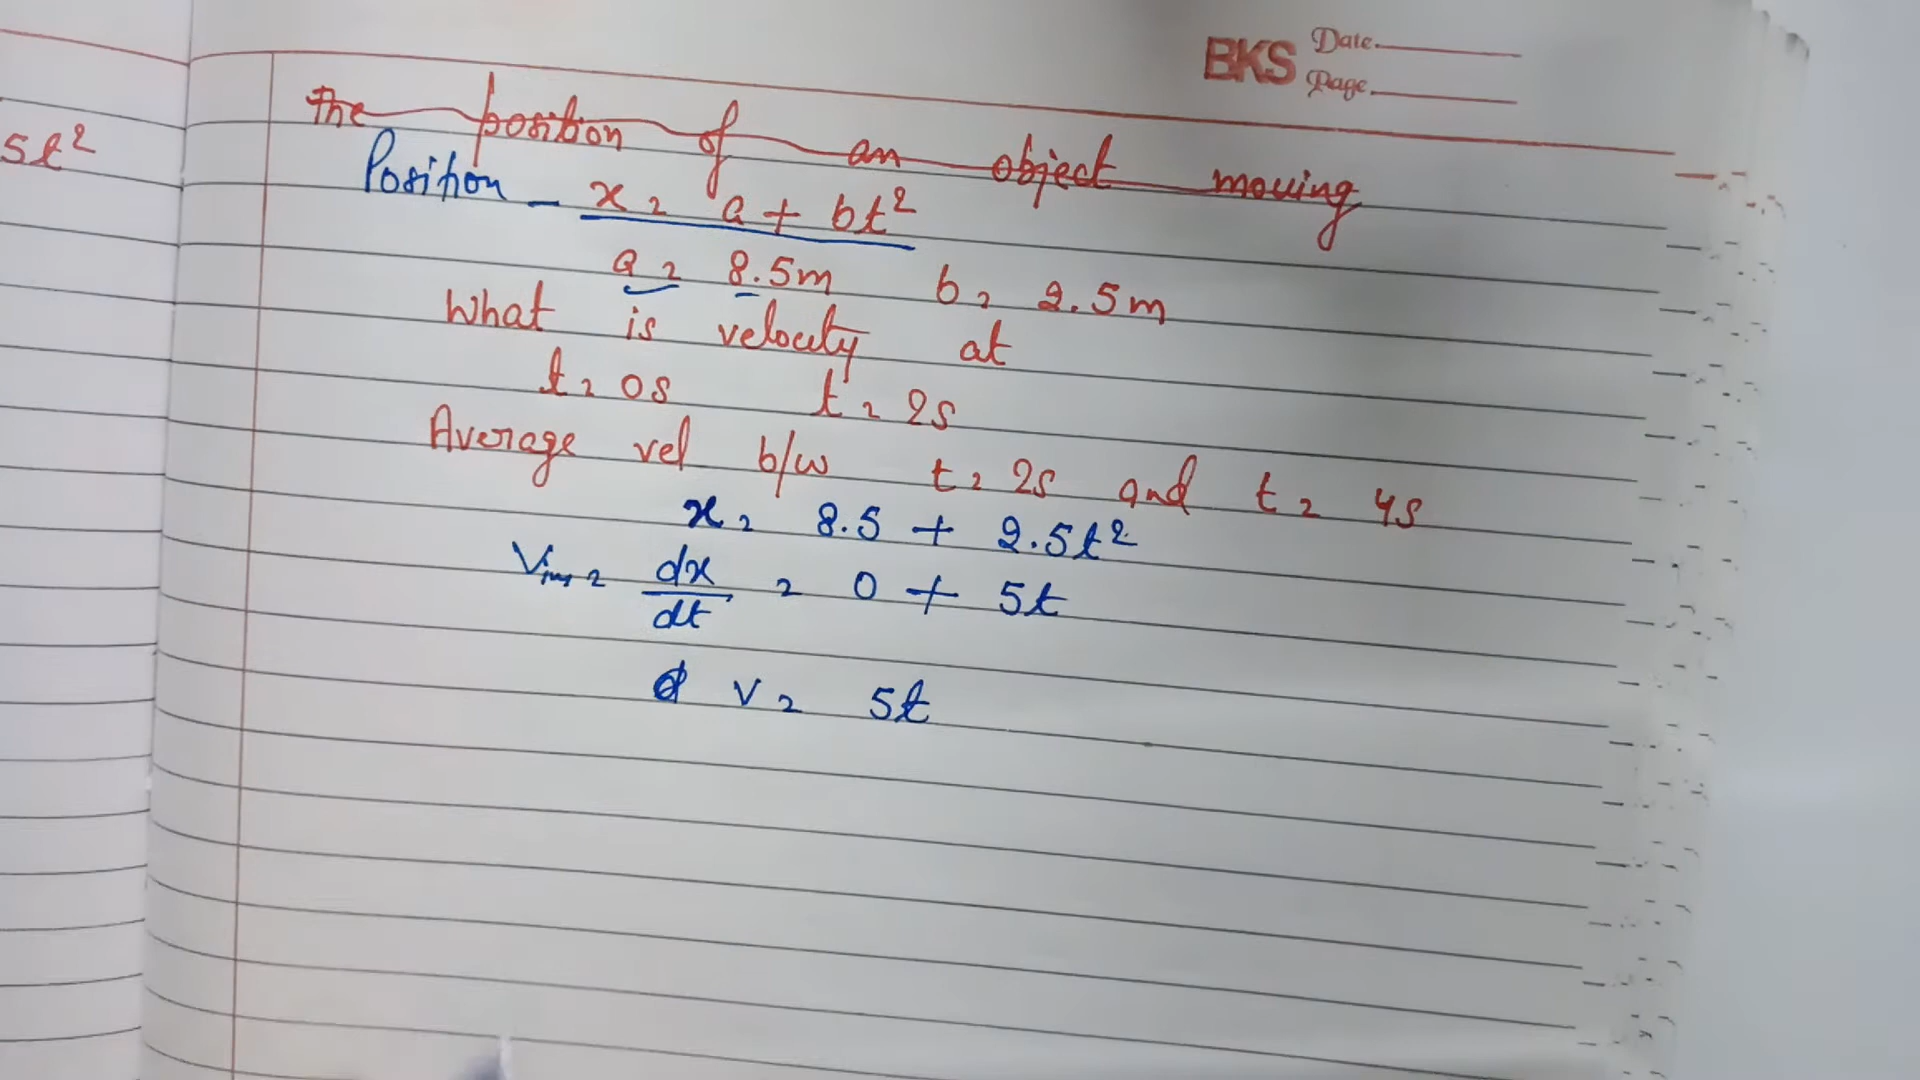 BKS Date.
Page.
5t²
The position of an object moving
Position - x = a + bt²
a = 8.5m b = 2.5m
What is velocity at
t = 0s t = 2s
Average vel b/w t = 2s and t = 4s
x = 8.5 + 2.5t²
Vins = dx/dt = 0 + 5t
v = 5t